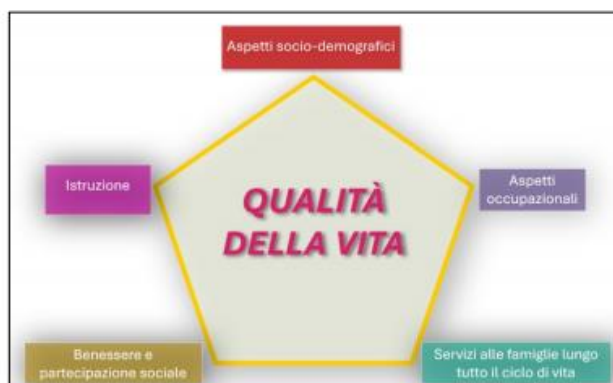 Aspetti socio-demografici
Istruzione
Aspetti
occupazionali
QUALITÀ
DELLA VITA
Benessere e
partecipazione sociale
Servizi alle famiglie lungo
tutto il ciclo di vita